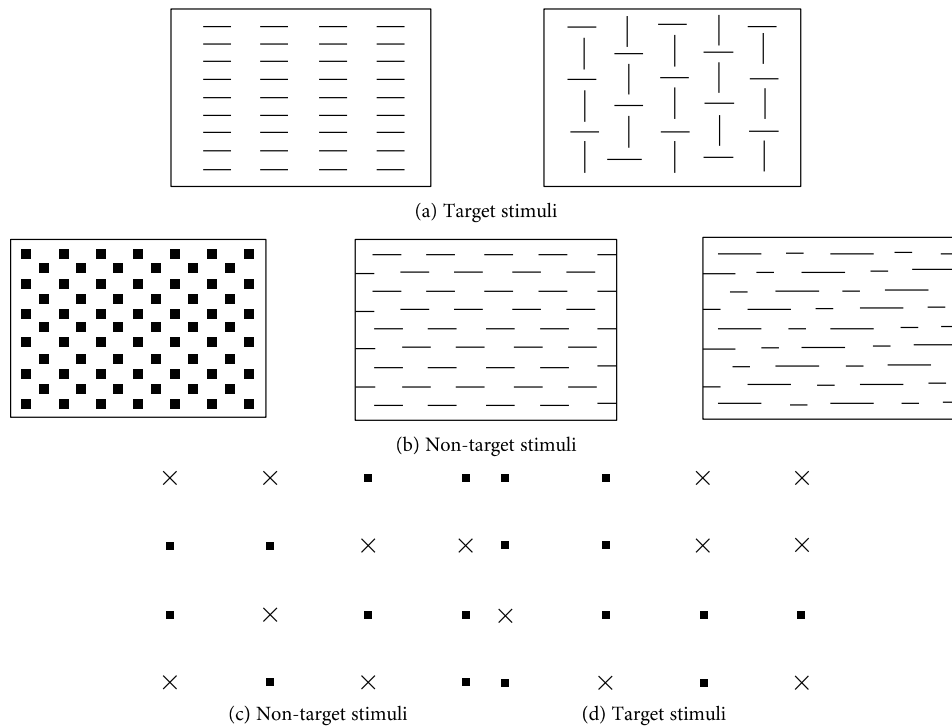 (a) Target stimuli
(b) Non-target stimuli
(c) Non-target stimuli
(d) Target stimuli